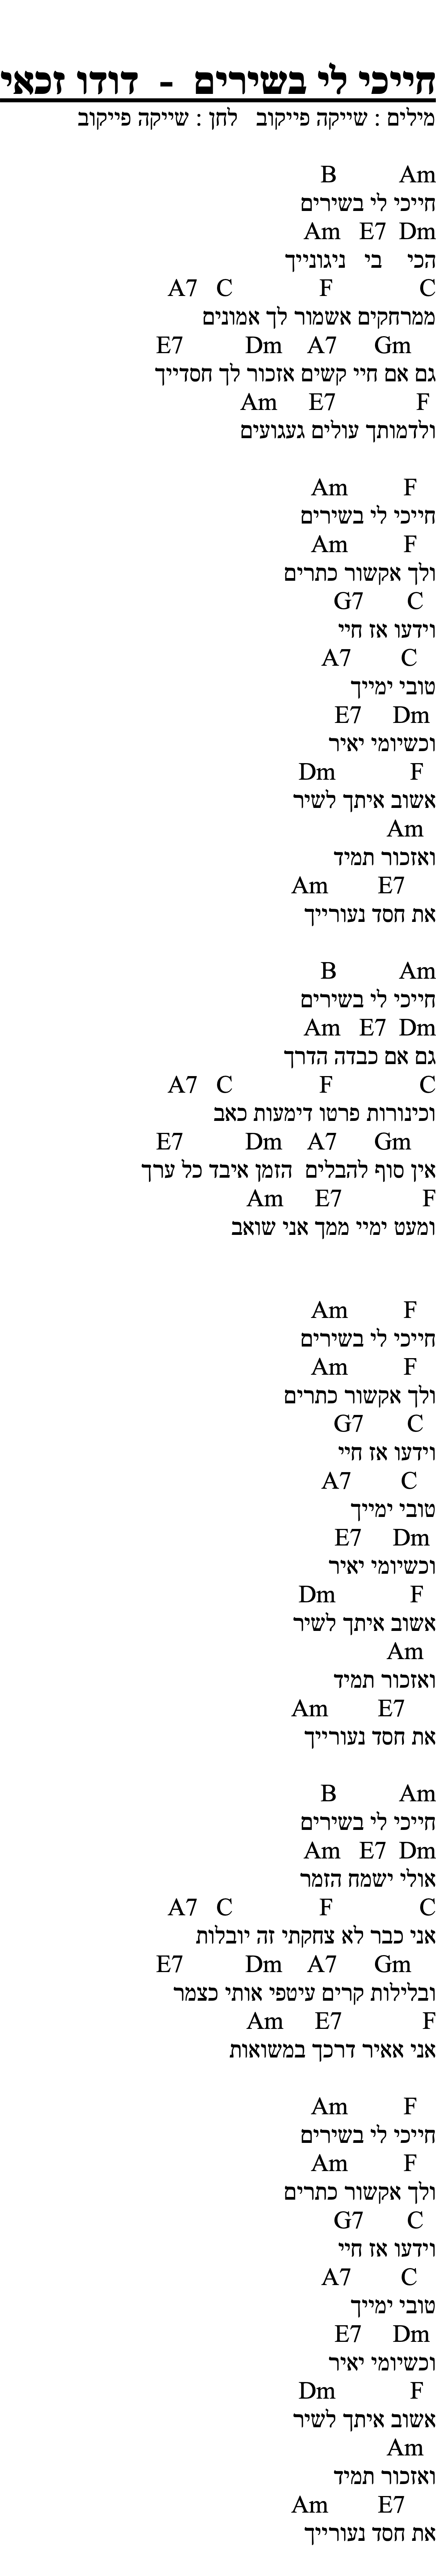 חייכי לי בשירים - דודו זכאי
מילים : שייקה פייקוב לחן : שייקה פייקוב
Am B
חייכי לי בשירים
Dm E7 Am
הכי בי ניגונייך
C F C A7
ממרחקים אשמור לך אמונים
Gm A7 Dm E7
גם אם חיי קשים אזכור לך חסדייך
F E7 Am
ולדמותך עולים געגועים
F Am
חייכי לי בשירים
F Am
ולך אקשור כתרים
C G7
וידעו אז חיי
C A7
טובי ימייך
Dm E7
וכשיומי יאיר
F Dm
אשוב איתך לשיר
Am
ואזכור תמיד
E7 Am
את חסד נעורייך
Am B
חייכי לי בשירים
Dm E7 Am
גם אם כבדה הדרך
C F C A7
וכינורות פרטו דימעות כאב
Gm A7 Dm E7
אין סוף להבלים הזמן איבד כל ערך
F E7 Am
ומעט ימיי ממך אני שואב
F Am
חייכי לי בשירים
F Am
ולך אקשור כתרים
C G7
וידעו אז חיי
C A7
טובי ימייך
Dm E7
וכשיומי יאיר
F Dm
אשוב איתך לשיר
Am
ואזכור תמיד
E7 Am
את חסד נעורייך
Am B
חייכי לי בשירים
Dm E7 Am
אולי ישמח הזמר
C F C A7
אני כבר לא צחקתי זה יובלות
Gm A7 Dm E7
ובלילות קרים עיטפי אותי כצמר
F E7 Am
אני אאיר דרכך במשואות
F Am
חייכי לי בשירים
F Am
ולך אקשור כתרים
C G7
וידעו אז חיי
C A7
טובי ימייך
Dm E7
וכשיומי יאיר
F Dm
אשוב איתך לשיר
Am
ואזכור תמיד
E7 Am
את חסד נעורייך